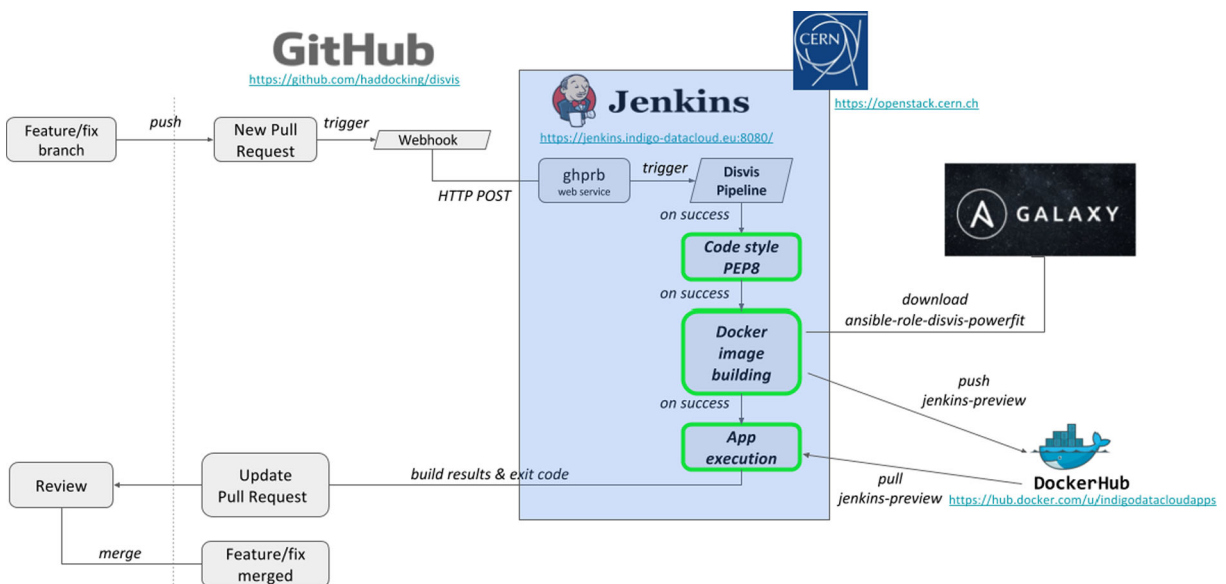 GitHub
https://github.com/haddocking/disvis
CERN
https://openstack.cern.ch
Jenkins
https://jenkins.indigo-datacloud.eu:8080/
Feature/fix
branch
push
New Pull
Request
trigger
Webhook
HTTP POST
ghprb
web service
trigger
Disvis
Pipeline
on success
Code style
PEP8
on success
Docker
image
building
on success
App
execution
A GALAXY
download
ansible-role-disvis-powerfit
push
jenkins-preview
DockerHub
https://hub.docker.com/u/indigodatacloudapps
pull
jenkins-preview
build results & exit code
Update
Pull Request
Review
merge
Feature/fix
merged